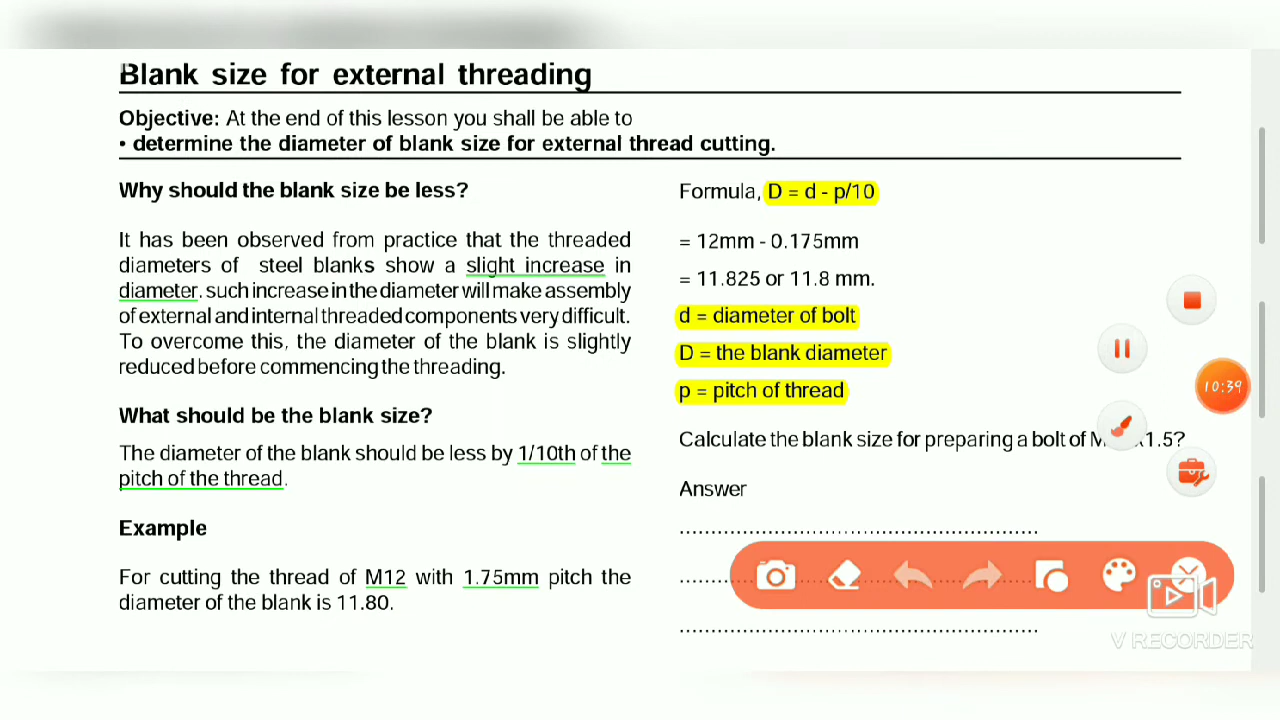 Blank size for external threading
Objective: At the end of this lesson you shall be able to
• determine the diameter of blank size for external thread cutting.
Why should the blank size be less?
It has been observed from practice that the threaded
diameters of steel blanks show a slight increase in
diameter. such increase in the diameter will make assembly
of external and internal threaded components very difficult.
To overcome this, the diameter of the blank is slightly
reduced before commencing the threading.
What should be the blank size?
The diameter of the blank should be less by 1/10th of the
pitch of the thread.
Example
For cutting the thread of M12 with 1.75mm pitch the
diameter of the blank is 11.80.
Formula, D = d - p/10
= 12mm - 0.175mm
= 11.825 or 11.8 mm.
d = diameter of bolt
D = the blank diameter
p = pitch of thread
Calculate the blank size for preparing a bolt of 1.5?
Answer
10:39
V RECORDER